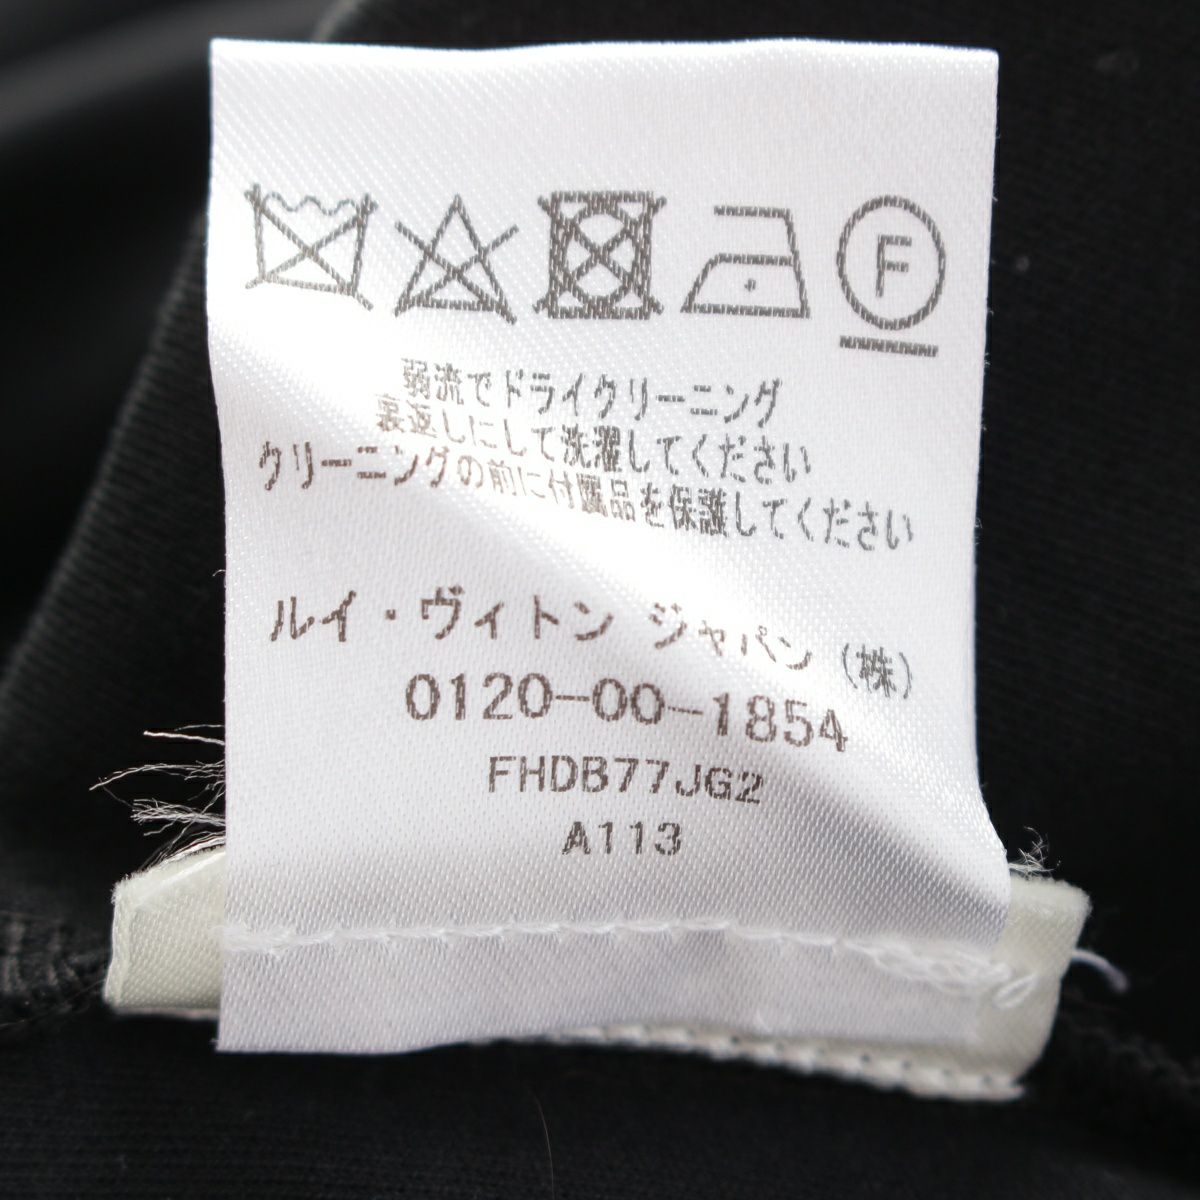 F
弱流でドライクリーニング
裏返しにして洗濯してください
クリーニングの前に付属品を保護してください
ルイ・ヴィトン ジャパン（株）
0120-00-1854
FHDB77JG2
A113